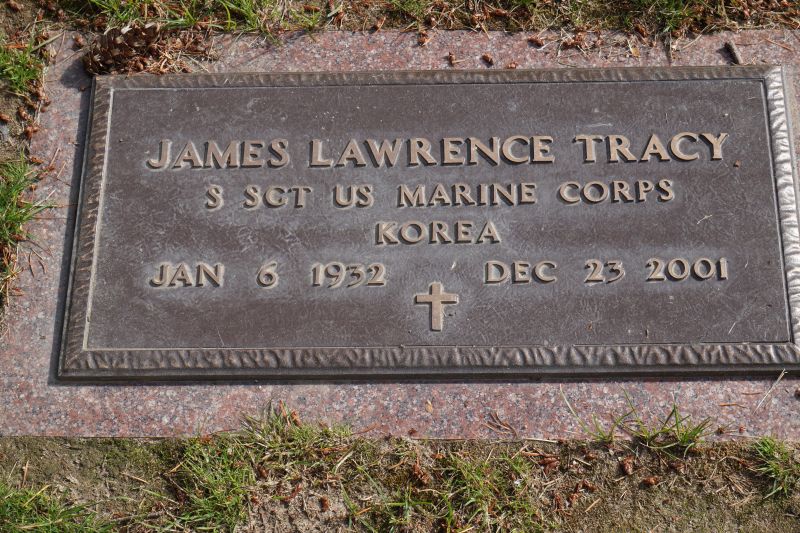 JAMES LAWRENCE TRACY
S SGT US MARINE CORPS
KOREA
JAN 6 1932 DEC 23 2001